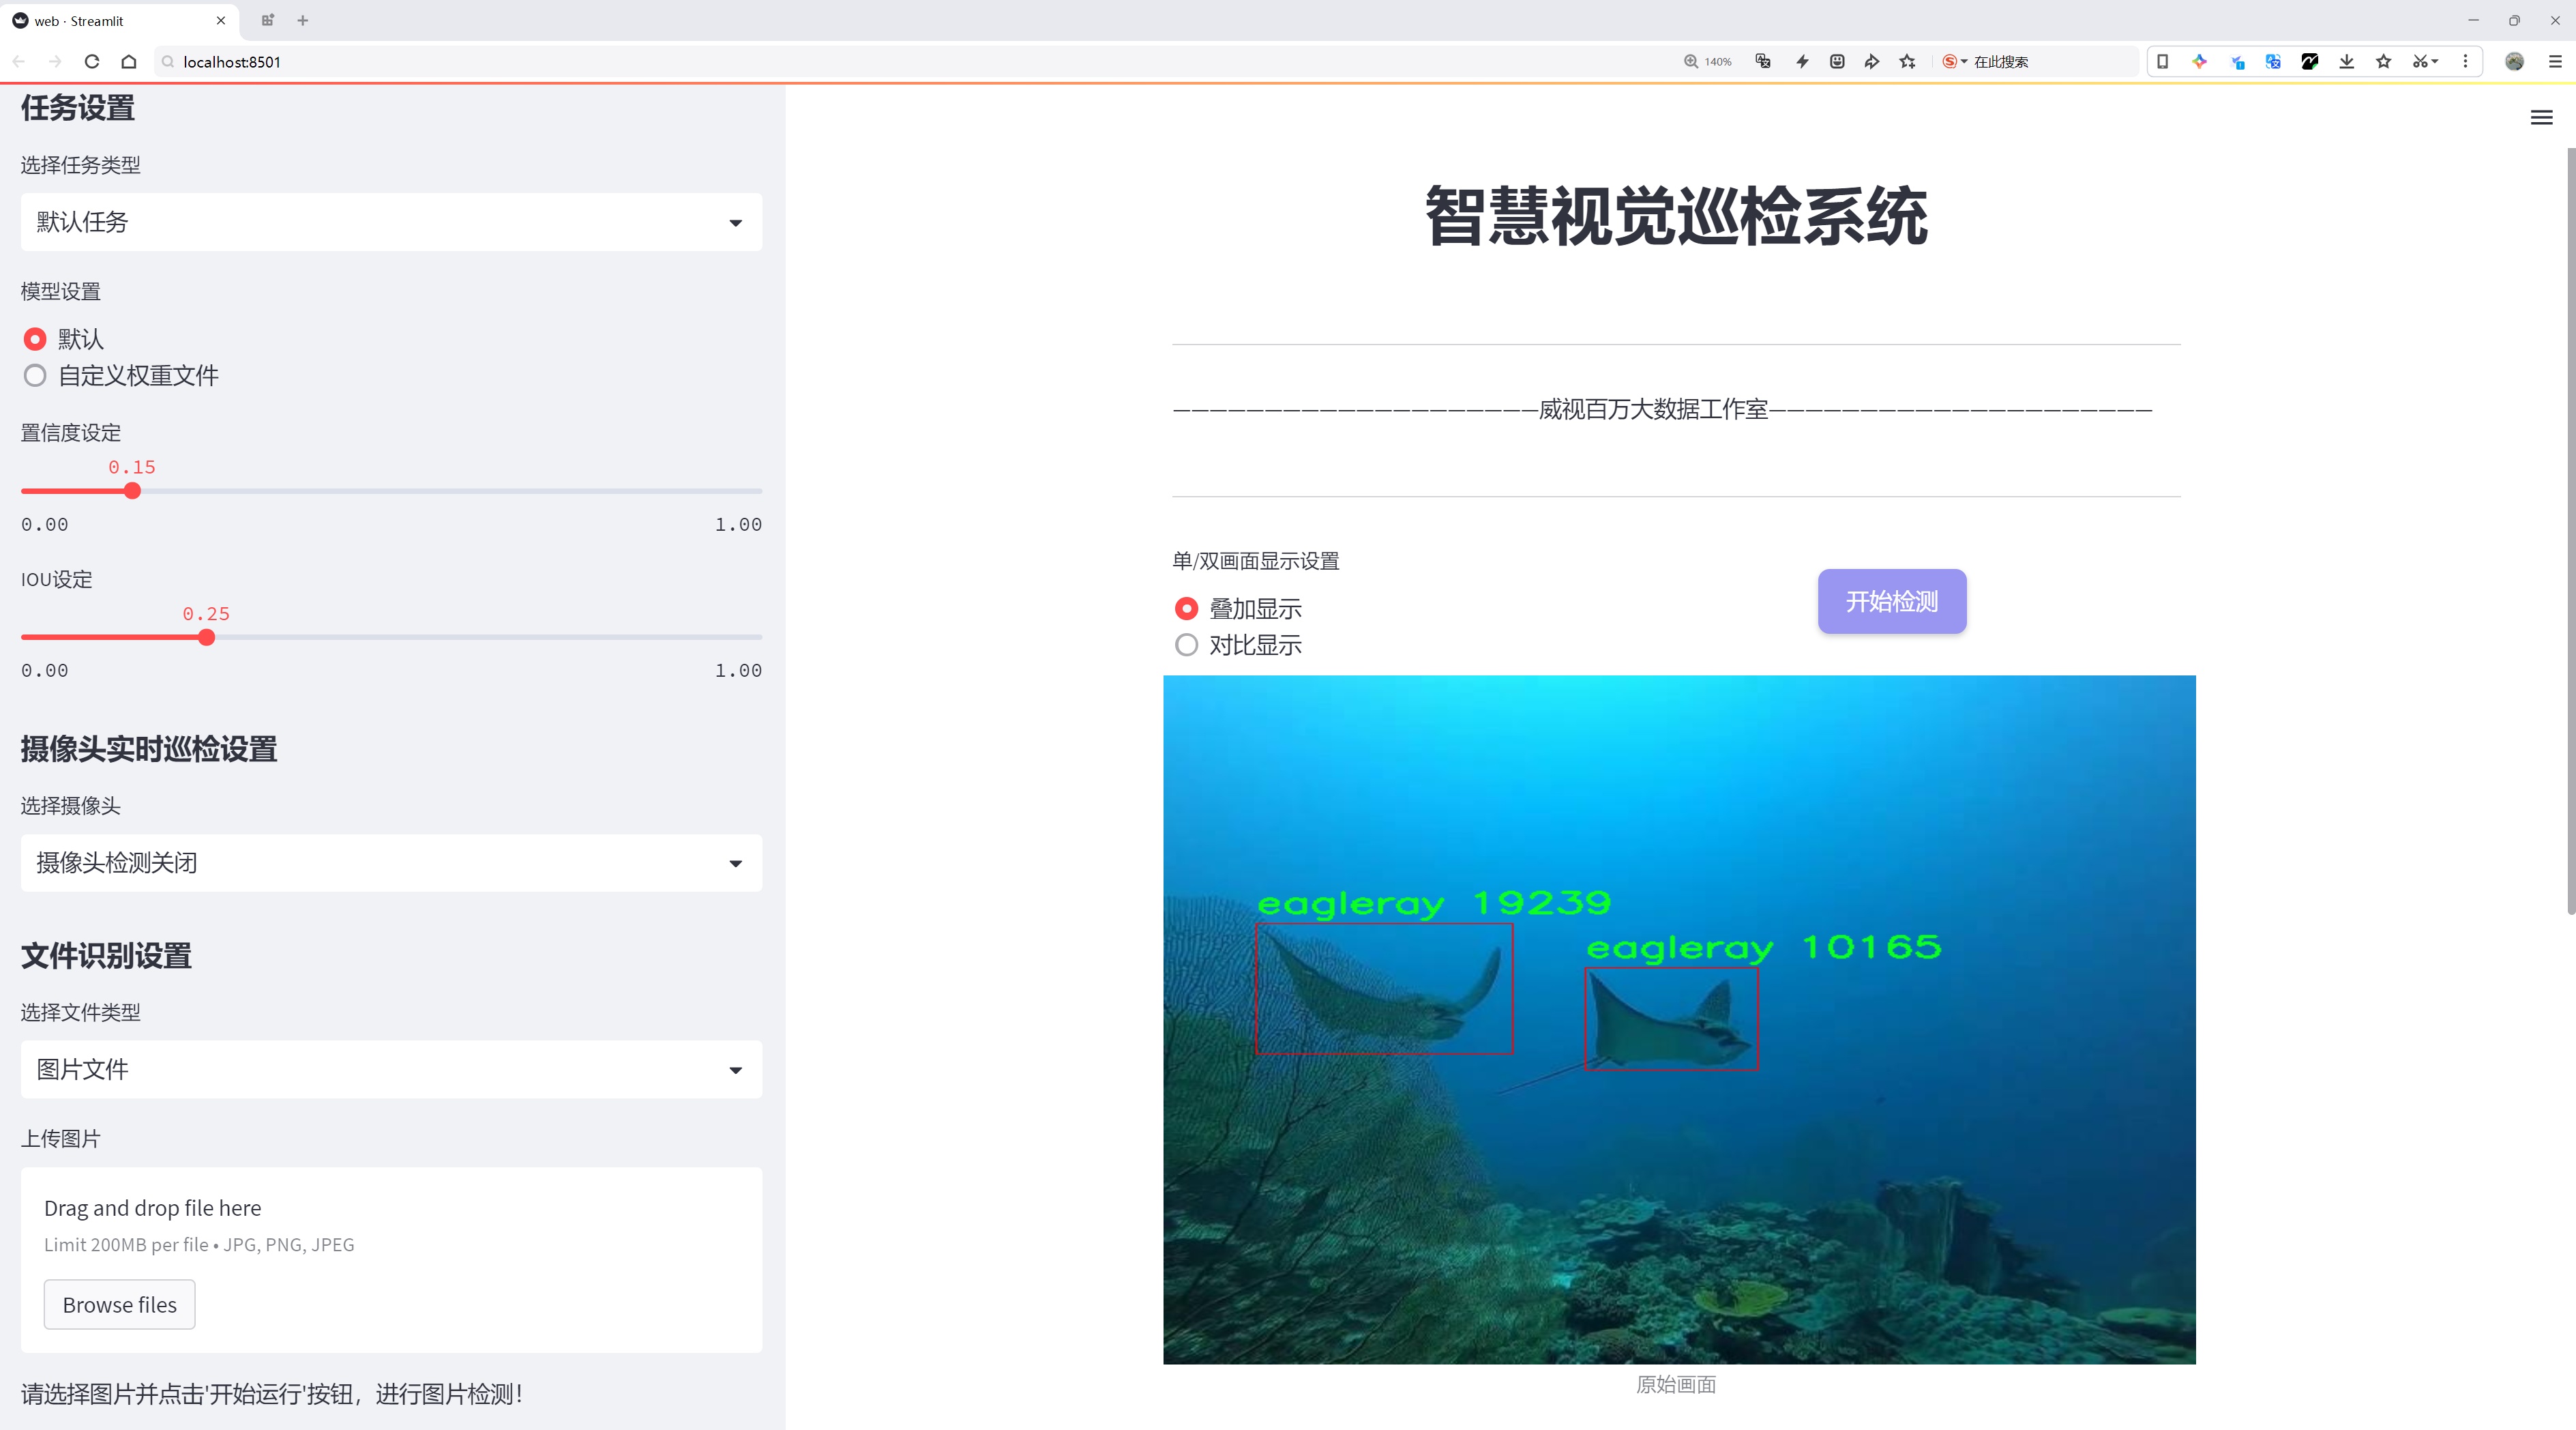 web · Streamlit
localhost:8501
140%
在此搜索
任务设置
选择任务类型
默认任务
模型设置
默认
自定义权重文件
置信度设定
0.15
0.00
1.00
IOU设定
0.25
0.00
1.00
摄像头实时巡检设置
选择摄像头
摄像头检测关闭
文件识别设置
选择文件类型
图片文件
上传图片
Drag and drop file here
Limit 200MB per file • JPG, PNG, JPEG
Browse files
请选择图片并点击'开始运行'按钮，进行图片检测！
智慧视觉巡检系统
—————————————————————威视百万大数据工作室—————————————————————
单/双画面显示设置
叠加显示
对比显示
开始检测
eagleray 19239
eagleray 10165
原始画面